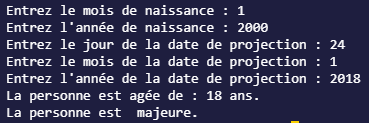 Entrez le mois de naissance : 1
Entrez l'année de naissance : 2000
Entrez le jour de la date de projection : 24
Entrez le mois de la date de projection : 1
Entrez l'année de la date de projection : 2018
La personne est agée de : 18 ans.
La personne est  majeure.